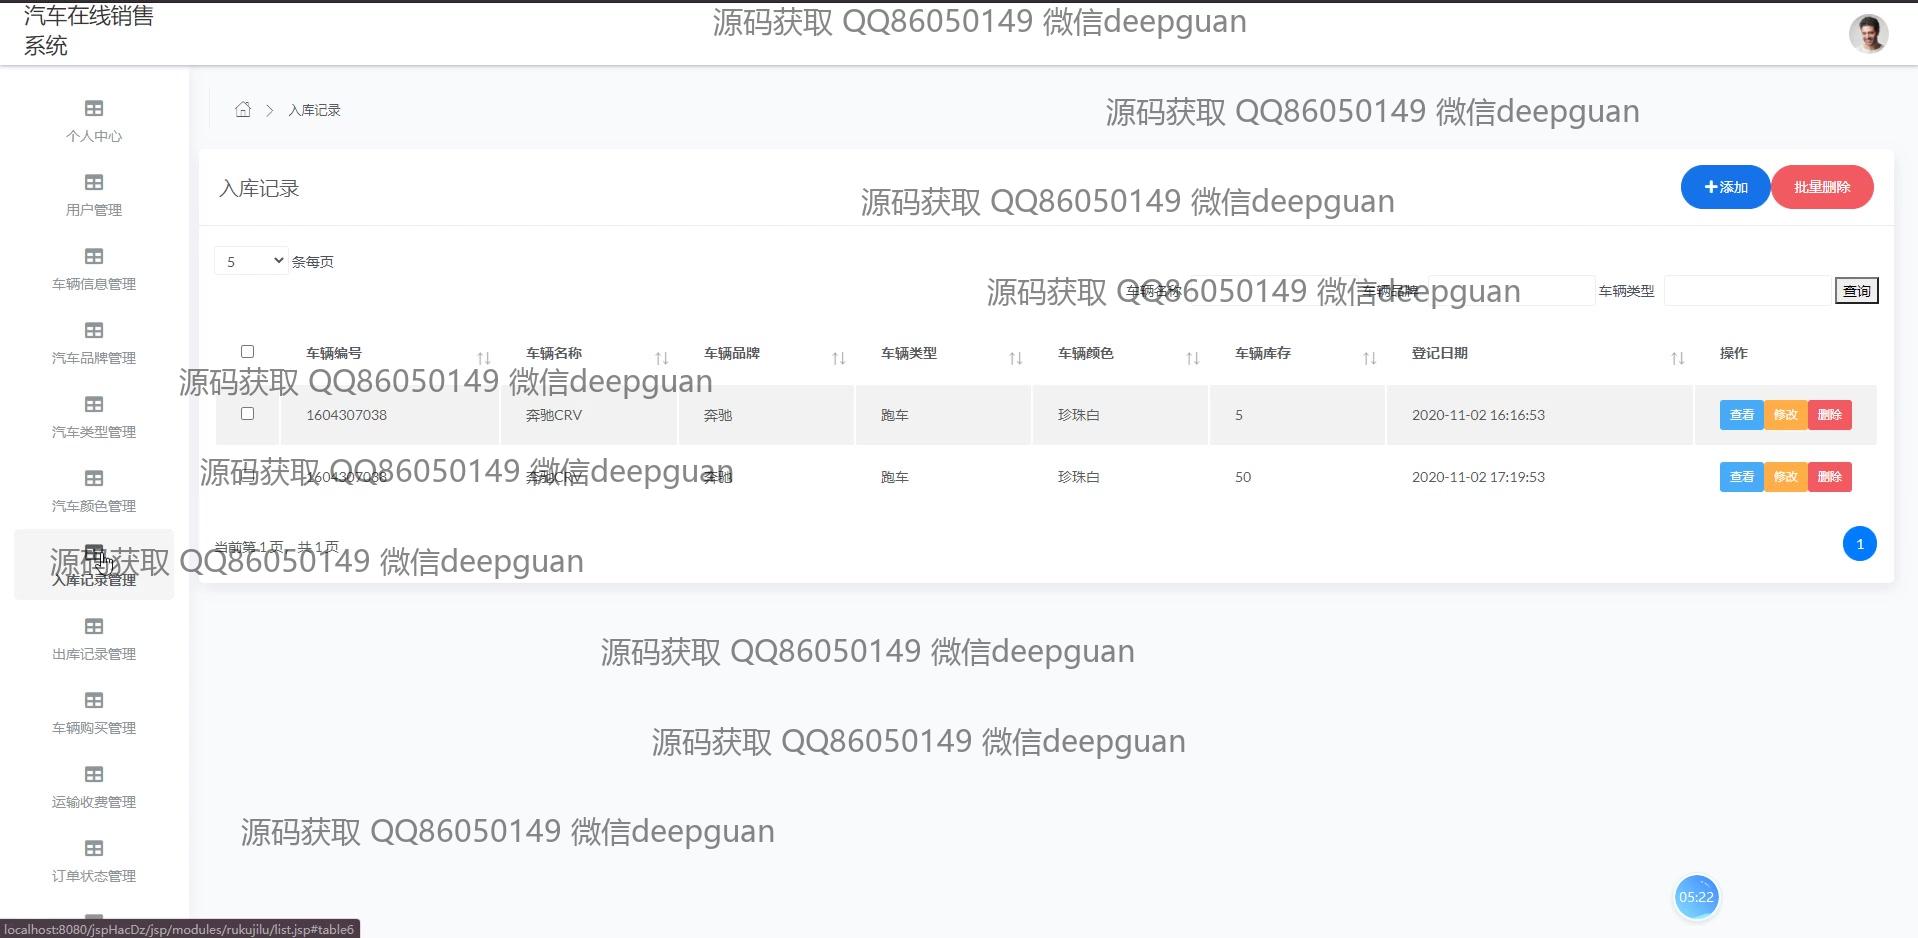 汽车在线销售
系统
源码获取 QQ86050149 微信deepguan
入库记录
源码获取 QQ86050149 微信deepguan
个人中心
用户管理
车辆信息管理
汽车品牌管理
汽车类型管理
汽车颜色管理
入库记录管理
出库记录管理
车辆购买管理
运输收费管理
订单状态管理
入库记录
源码获取 QQ86050149 微信deepguan
添加 批量删除
5 条每页
源码获取 QQ86050149 微信deepguan
车辆名称 车辆品牌 车辆类型 查询
车辆编号 车辆名称 车辆品牌 车辆类型 车辆颜色 车辆库存 登记日期 操作
源码获取 QQ86050149 微信deepguan
1604307038 奔驰CRV 奔驰 跑车 珍珠白 5 2020-11-02 16:16:53 查看 修改 删除
源码获取 QQ86050149 微信deepguan
1604307038 奔驰CRV 奔驰 跑车 珍珠白 50 2020-11-02 17:19:53 查看 修改 删除
当前第 1 页，共 1 页 1
源码获取 QQ86050149 微信deepguan
源码获取 QQ86050149 微信deepguan
源码获取 QQ86050149 微信deepguan
源码获取 QQ86050149 微信deepguan
05:22
localhost:8080/jspHacDz/jsp/modules/rukujilu/list.jsp#table6